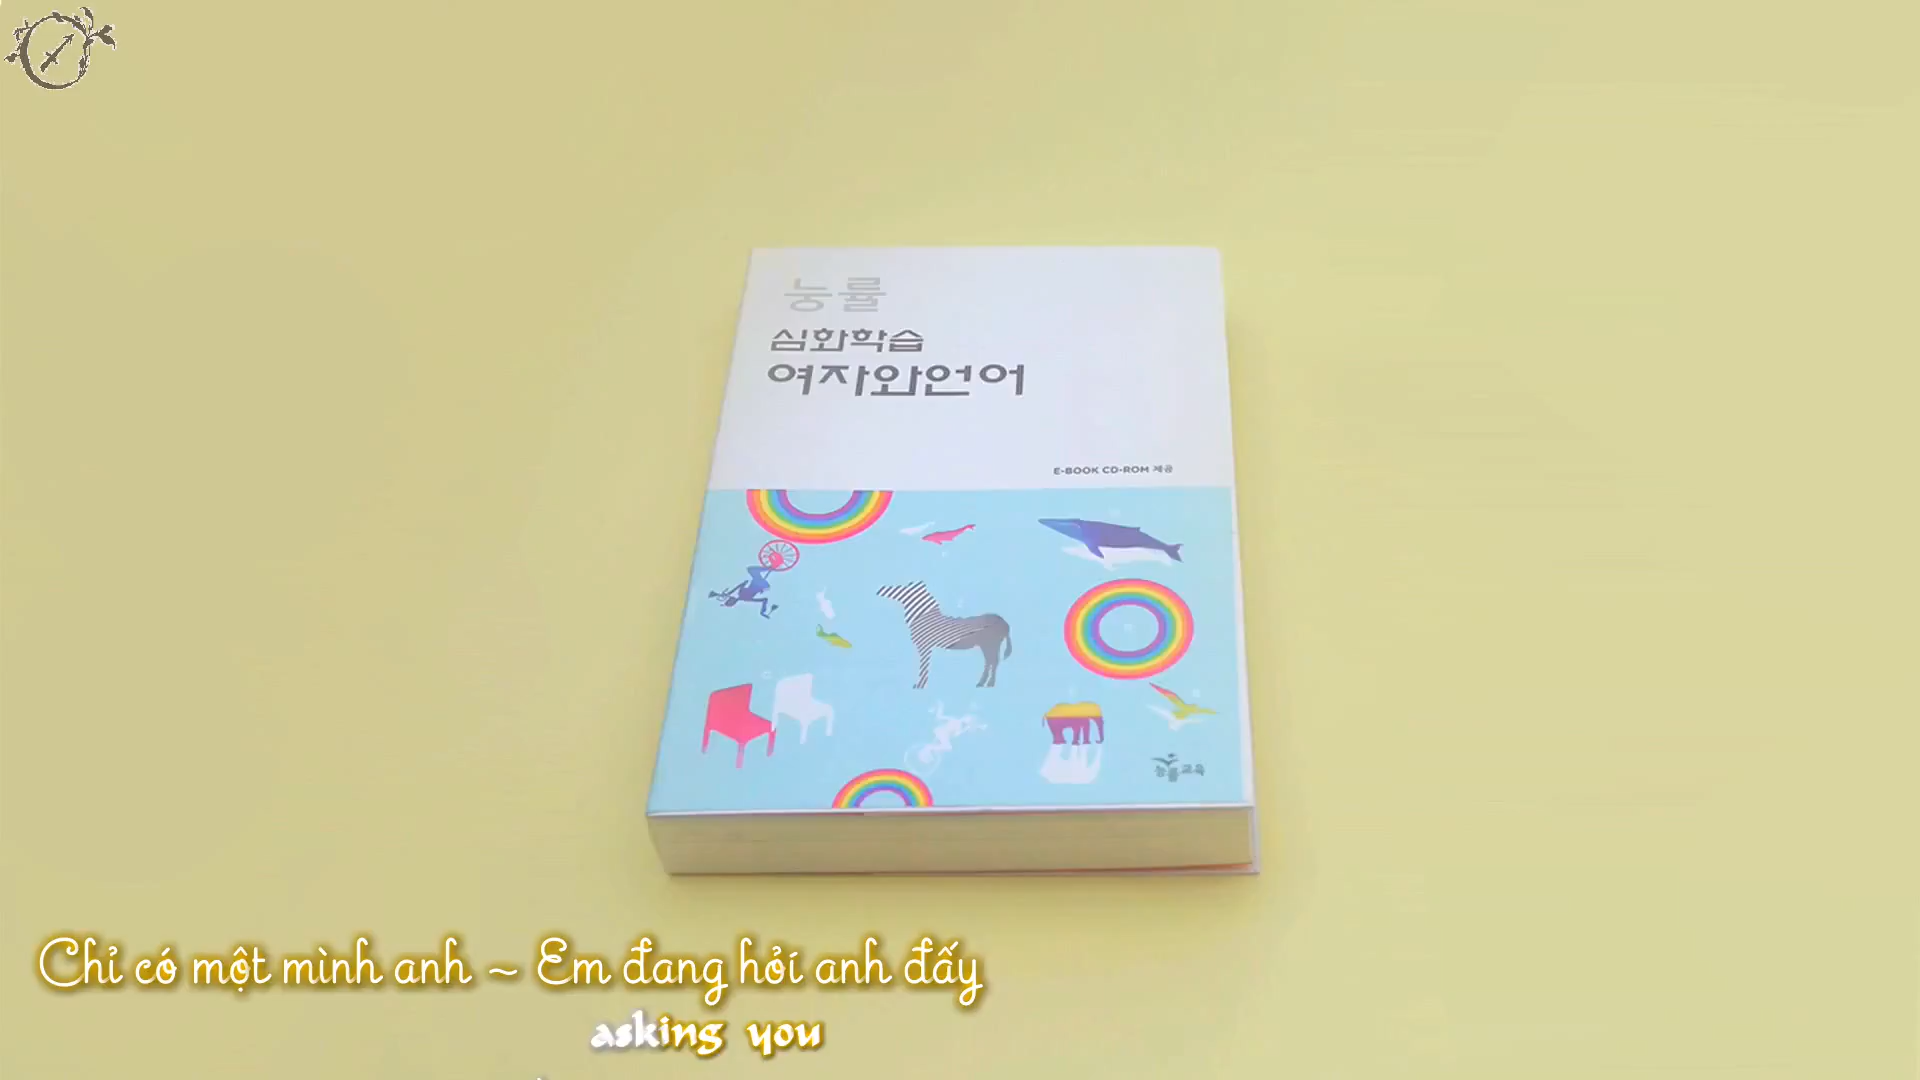 능률
심화학습
여자와언어
E-BOOK CD-ROM 제공
능률교육
Chỉ có một mình anh ~ Em đang hỏi anh đấy
asking you